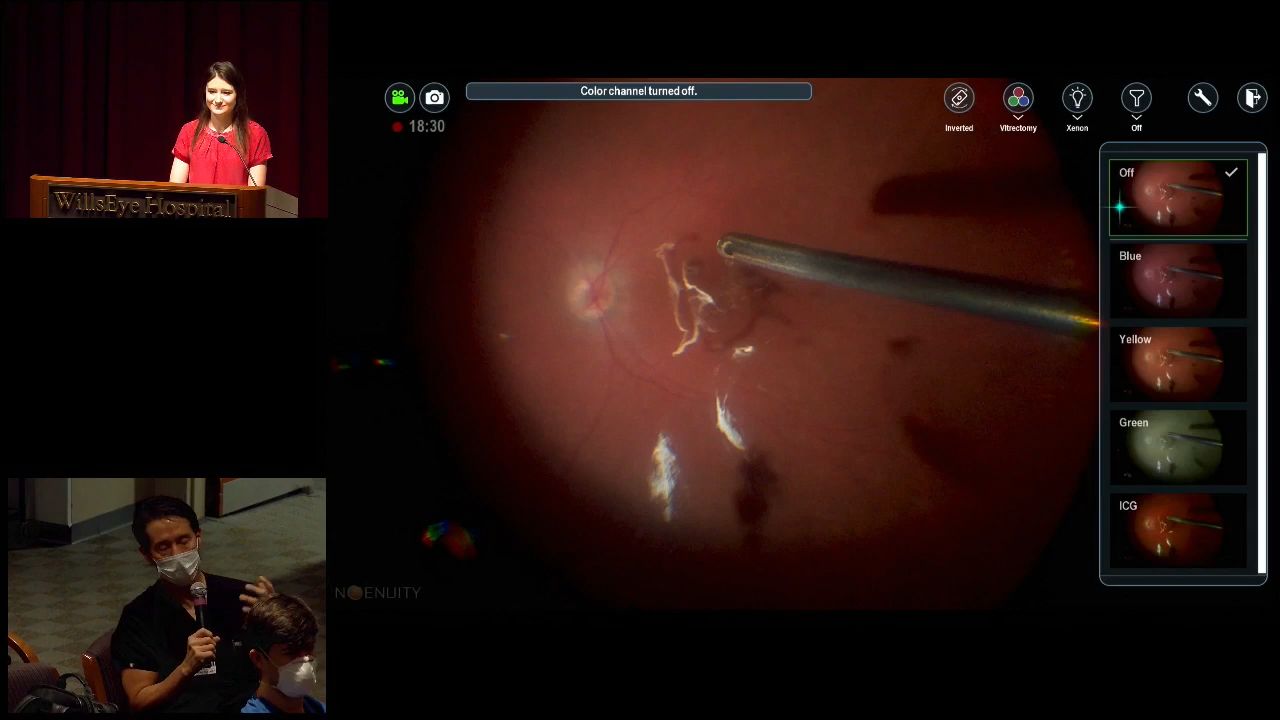 WillsEye Hospital
Color channel turned off.
18:30
Inverted
Vitrectomy
Xenon
Off
Off
Blue
Yellow
Green
ICG
NGENUITY